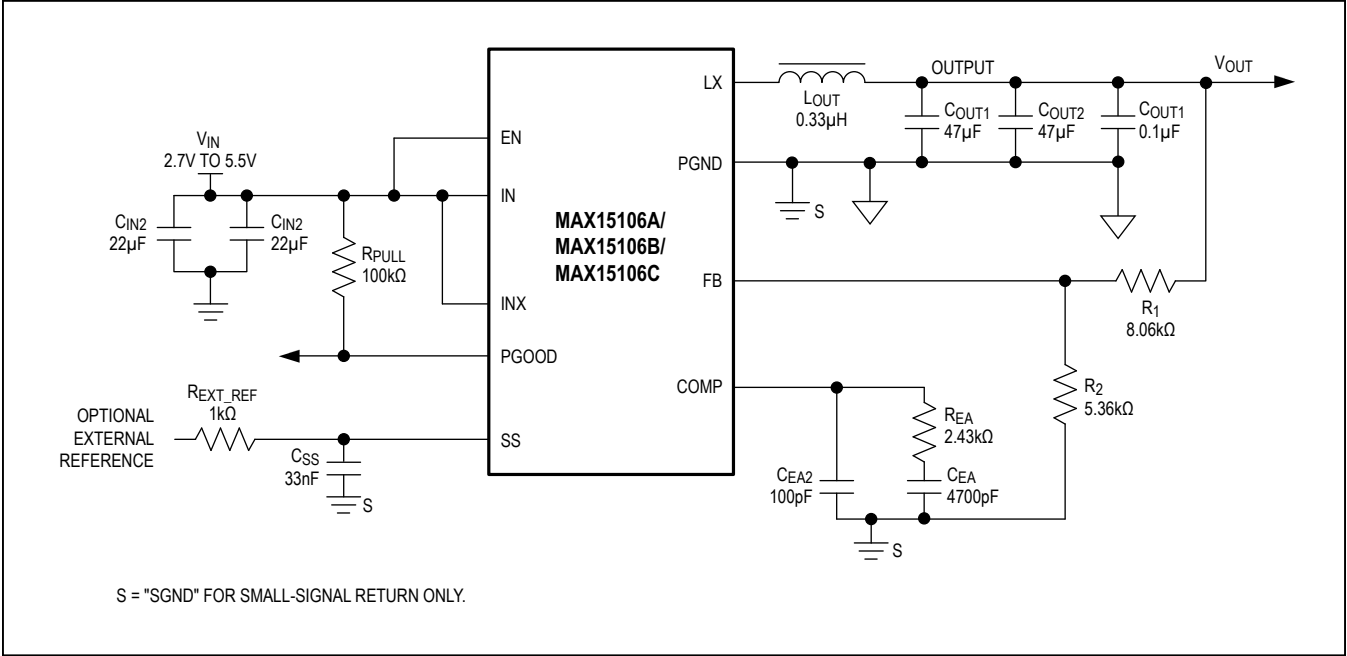 LX
LOUT
0.33µH
OUTPUT
VOUT
COUT1
47µF
COUT2
47µF
COUT1
0.1µF
EN
VIN
2.7V TO 5.5V
PGND
S
IN
CIN2
22µF
CIN2
22µF
RPULL
100kΩ
MAX15106A/
MAX15106B/
MAX15106C
FB
R1
8.06kΩ
INX
PGOOD
COMP
R2
5.36kΩ
REXT_REF
1kΩ
OPTIONAL
EXTERNAL
REFERENCE
SS
CSS
33nF
S
REA
2.43kΩ
CEA2
100pF
CEA
4700pF
S
S = "SGND" FOR SMALL-SIGNAL RETURN ONLY.